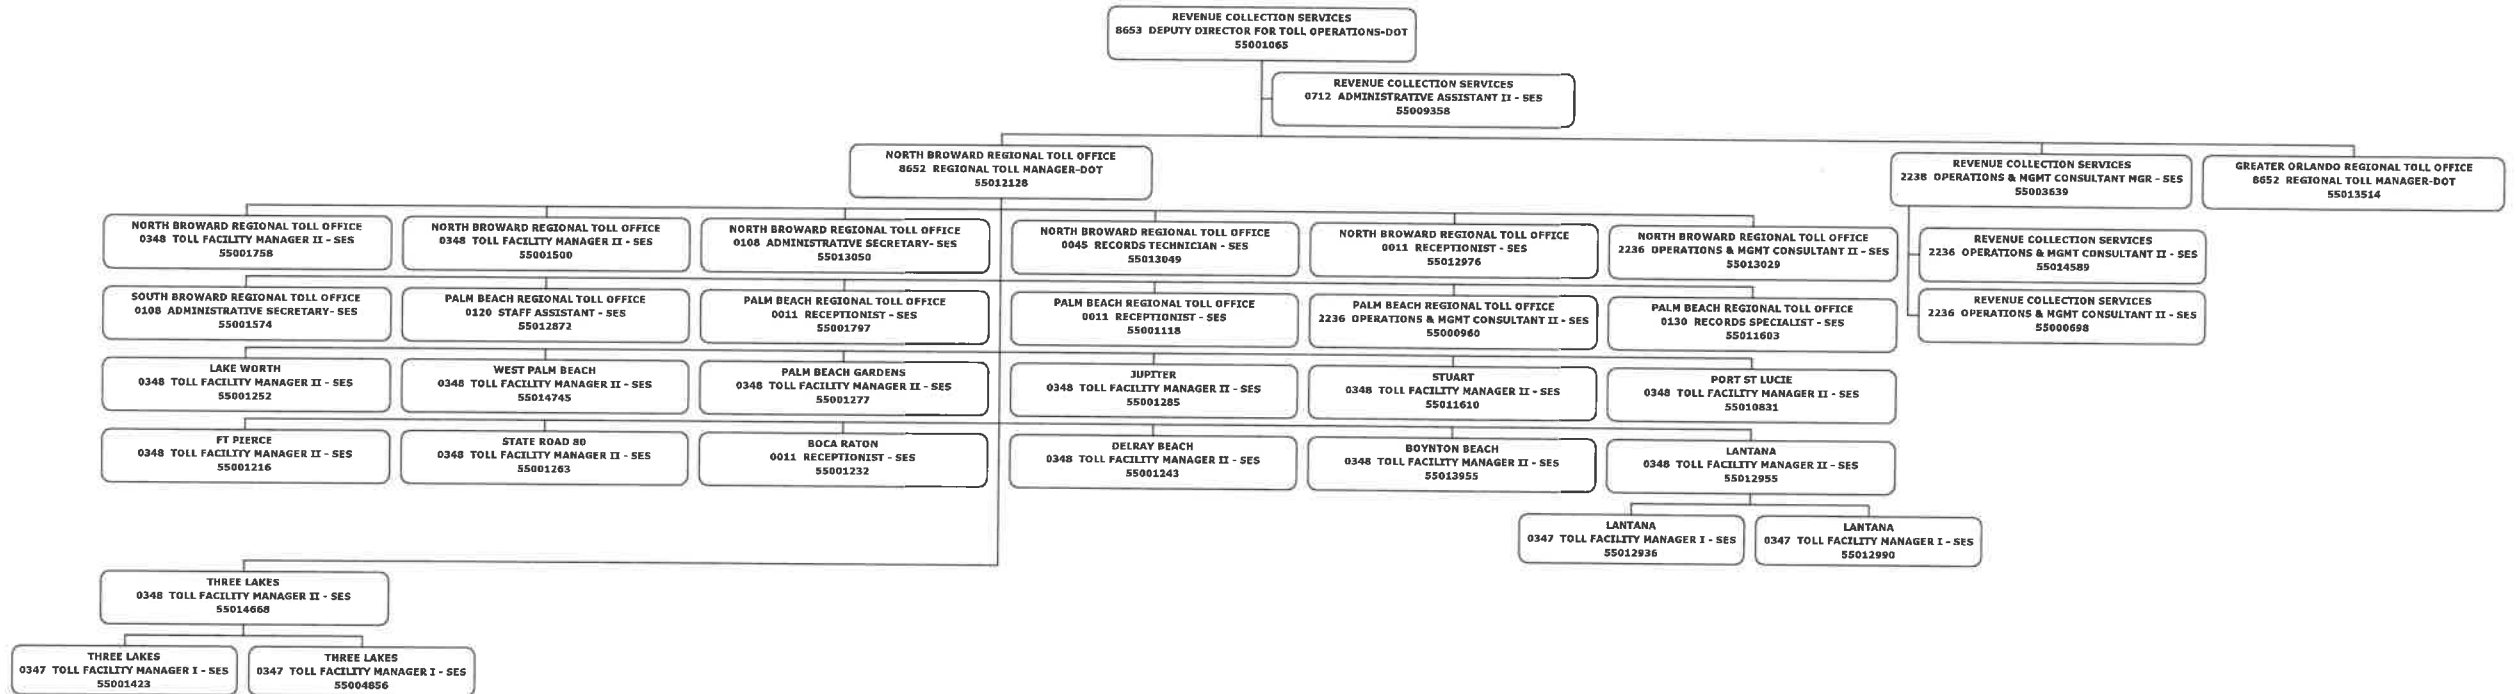 REVENUE COLLECTION SERVICES
8653 DEPUTY DIRECTOR FOR TOLL OPERATIONS-DOT
55001065
REVENUE COLLECTION SERVICES
0712 ADMINISTRATIVE ASSISTANT II - SES
55009358
NORTH BROWARD REGIONAL TOLL OFFICE
8652 REGIONAL TOLL MANAGER-DOT
55012128
REVENUE COLLECTION SERVICES
2238 OPERATIONS & MGMT CONSULTANT MGR - SES
55003639
GREATER ORLANDO REGIONAL TOLL OFFICE
8652 REGIONAL TOLL MANAGER-DOT
55013514
NORTH BROWARD REGIONAL TOLL OFFICE
0348 TOLL FACILITY MANAGER II - SES
55001758
NORTH BROWARD REGIONAL TOLL OFFICE
0348 TOLL FACILITY MANAGER II - SES
55001500
NORTH BROWARD REGIONAL TOLL OFFICE
0108 ADMINISTRATIVE SECRETARY- SES
55013050
NORTH BROWARD REGIONAL TOLL OFFICE
0045 RECORDS TECHNICIAN - SES
55013049
NORTH BROWARD REGIONAL TOLL OFFICE
0011 RECEPTIONIST - SES
55012976
NORTH BROWARD REGIONAL TOLL OFFICE
2236 OPERATIONS & MGMT CONSULTANT II - SES
55013029
REVENUE COLLECTION SERVICES
2236 OPERATIONS & MGMT CONSULTANT II - SES
55014589
SOUTH BROWARD REGIONAL TOLL OFFICE
0108 ADMINISTRATIVE SECRETARY- SES
55001574
PALM BEACH REGIONAL TOLL OFFICE
0120 STAFF ASSISTANT - SES
55012872
PALM BEACH REGIONAL TOLL OFFICE
0011 RECEPTIONIST - SES
55001797
PALM BEACH REGIONAL TOLL OFFICE
0011 RECEPTIONIST - SES
55001118
PALM BEACH REGIONAL TOLL OFFICE
2236 OPERATIONS & MGMT CONSULTANT II - SES
55000960
PALM BEACH REGIONAL TOLL OFFICE
0130 RECORDS SPECIALIST - SES
55011603
REVENUE COLLECTION SERVICES
2236 OPERATIONS & MGMT CONSULTANT II - SES
55000698
LAKE WORTH
0348 TOLL FACILITY MANAGER II - SES
55001252
WEST PALM BEACH
0348 TOLL FACILITY MANAGER II - SES
55014745
PALM BEACH GARDENS
0348 TOLL FACILITY MANAGER II - SES
55001277
JUPITER
0348 TOLL FACILITY MANAGER II - SES
55001285
STUART
0348 TOLL FACILITY MANAGER II - SES
55011610
PORT ST LUCIE
0348 TOLL FACILITY MANAGER II - SES
55010831
FT PIERCE
0348 TOLL FACILITY MANAGER II - SES
55001216
STATE ROAD 80
0348 TOLL FACILITY MANAGER II - SES
55001263
BOCA RATON
0011 RECEPTIONIST - SES
55001232
DELRAY BEACH
0348 TOLL FACILITY MANAGER II - SES
55001243
BOYNTON BEACH
0348 TOLL FACILITY MANAGER II - SES
55013955
LANTANA
0348 TOLL FACILITY MANAGER II - SES
55012955
LANTANA
0347 TOLL FACILITY MANAGER I - SES
55012936
LANTANA
0347 TOLL FACILITY MANAGER I - SES
55012990
THREE LAKES
0348 TOLL FACILITY MANAGER II - SES
55014668
THREE LAKES
0347 TOLL FACILITY MANAGER I - SES
55001423
THREE LAKES
0347 TOLL FACILITY MANAGER I - SES
55004856